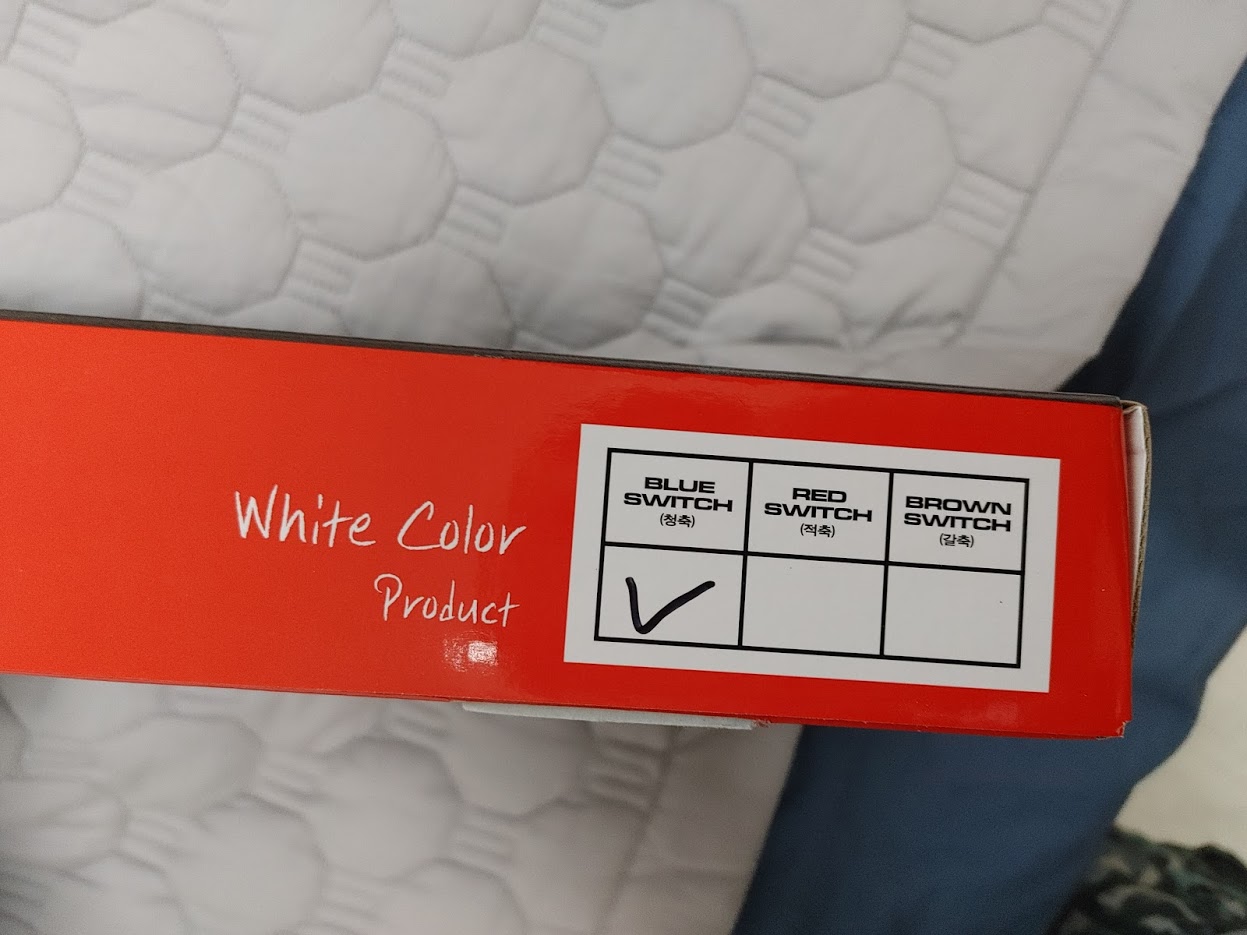 White Color
Product
BLUE
SWITCH
(청축)
RED
SWITCH
(적축)
BROWN
SWITCH
(갈축)